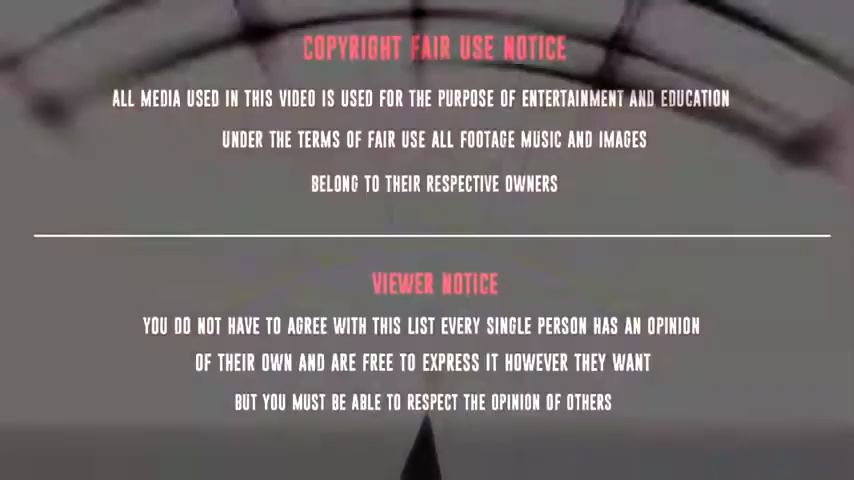 COPYRIGHT FAIR USE NOTICE
ALL MEDIA USED IN THIS VIDEO IS USED FOR THE PURPOSE OF ENTERTAINMENT AND EDUCATION
UNDER THE TERMS OF FAIR USE ALL FOOTAGE MUSIC AND IMAGES
BELONG TO THEIR RESPECTIVE OWNERS
VIEWER NOTICE
YOU DO NOT HAVE TO AGREE WITH THIS LIST EVERY SINGLE PERSON HAS AN OPINION
OF THEIR OWN AND ARE FREE TO EXPRESS IT HOWEVER THEY WANT
BUT YOU MUST BE ABLE TO RESPECT THE OPINION OF OTHERS